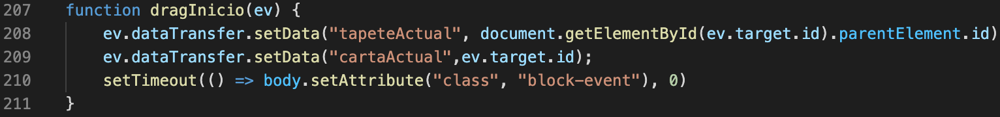 207 function dragInicio(ev) {
208 ev.dataTransfer.setData("tapeteActual", document.getElementById(ev.target.id).parentElement.id)
209 ev.dataTransfer.setData("cartaActual",ev.target.id);
210 setTimeout(() => body.setAttribute("class", "block-event"), 0)
211 }